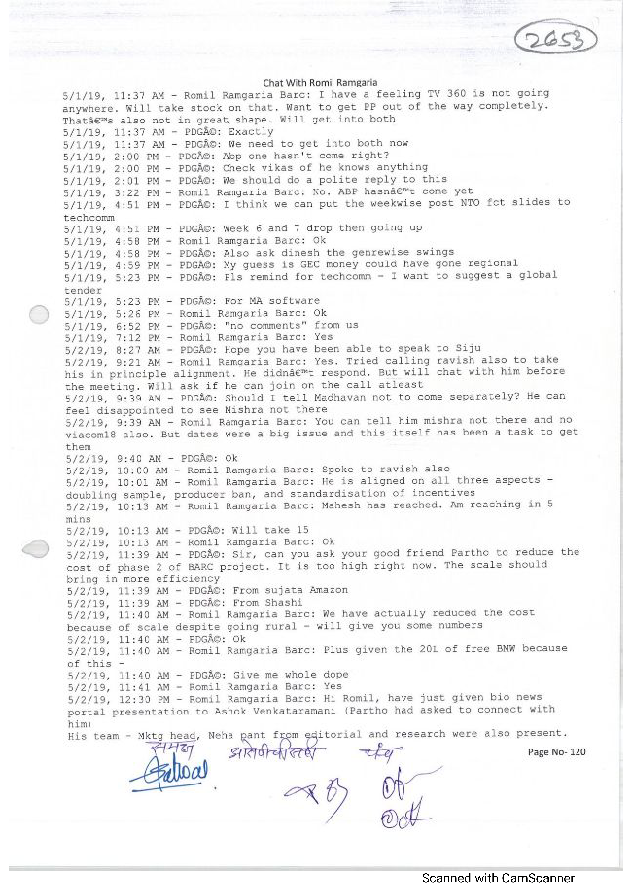 2653
Chat With Romi Ramgaria
5/1/19, 11:37 AM - Romil Ramgaria Barc: I have a feeling TV 360 is not going
anywhere. Will take stock on that. Want to get PP out of the way completely.
Thatâ€™s also not in great shape. Will get into both
5/1/19, 11:37 AM - PDGÂ©: Exactly
5/1/19, 11:37 AM - PDGÂ©: We need to get into both now
5/1/19, 2:00 PM - PDGÂ©: Abp one hasn't come right?
5/1/19, 2:00 PM - PDGÂ©: Check vikas of he knows anything
5/1/19, 2:01 PM - PDGÂ©: We should do a polite reply to this
5/1/19, 3:22 PM - Romil Ramgaria Barc: No. ABP hasnâ€™t come yet
5/1/19, 4:51 PM - PDGÂ©: I think we can put the weekwise post NTO fct slides to
techcomm
5/1/19, 4:51 PM - PDGÂ©: Week 6 and 7 drop then going up
5/1/19, 4:58 PM - Romil Ramgaria Barc: Ok
5/1/19, 4:58 PM - PDGÂ©: Also ask dinesh the genrewise swings
5/1/19, 4:59 PM - PDGÂ©: My guess is GEC money could have gone regional
5/1/19, 5:23 PM - PDGÂ©: Pls remind for techcomm - I want to suggest a global
tender
5/1/19, 5:23 PM - PDGÂ©: For MA software
5/1/19, 5:26 PM - Romil Ramgaria Barc: Ok
5/1/19, 6:52 PM - PDGÂ©: "no comments" from us
5/1/19, 7:12 PM - Romil Ramgaria Barc: Yes
5/2/19, 8:27 AM - PDGÂ©: Hope you have been able to speak to Siju
5/2/19, 9:21 AM - Romil Ramgaria Barc: Yes. Tried calling ravish also to take
his in principle alignment. He didnâ€™t respond. But will chat with him before
the meeting. Will ask if he can join on the call atleast
5/2/19, 9:39 AM - PDGÂ©: Should I tell Madhavan not to come separately? He can
feel disappointed to see Mishra not there
5/2/19, 9:39 AM - Romil Ramgaria Barc: You can tell him mishra not there and no
viacom18 also. But dates were a big issue and this itself has been a task to get
them
5/2/19, 9:40 AM - PDGÂ©: Ok
5/2/19, 10:00 AM - Romil Ramgaria Barc: Spoke to ravish also
5/2/19, 10:01 AM - Romil Ramgaria Barc: He is aligned on all three aspects -
doubling sample, producer ban, and standardisation of incentives
5/2/19, 10:13 AM - Romil Ramgaria Barc: Mahesh has reached. Am reaching in 5
mins
5/2/19, 10:13 AM - PDGÂ©: Will take 15
5/2/19, 10:13 AM - Romil Ramgaria Barc: Ok
5/2/19, 11:39 AM - PDGÂ©: Sir, can you ask your good friend Partho to reduce the
cost of phase 2 of BARC project. It is too high right now. The scale should
bring in more efficiency
5/2/19, 11:39 AM - PDGÂ©: From sujata Amazon
5/2/19, 11:39 AM - PDGÂ©: From Shashi
5/2/19, 11:40 AM - Romil Ramgaria Barc: We have actually reduced the cost
because of scale despite going rural - will give you some numbers
5/2/19, 11:40 AM - PDGÂ©: Ok
5/2/19, 11:40 AM - Romil Ramgaria Barc: Plus given the 20L of free BNW because
of this -
5/2/19, 11:40 AM - PDGÂ©: Give me whole dope
5/2/19, 11:41 AM - Romil Ramgaria Barc: Yes
5/2/19, 12:30 PM - Romil Ramgaria Barc: Hi Romil, have just given bio news
portal presentation to Ashok Venkataramani (Partho had asked to connect with
him)
His team - Mktg head, Neha pant from editorial and research were also present.
समक्ष पंच
Page No- 120
Scanned with CamScanner